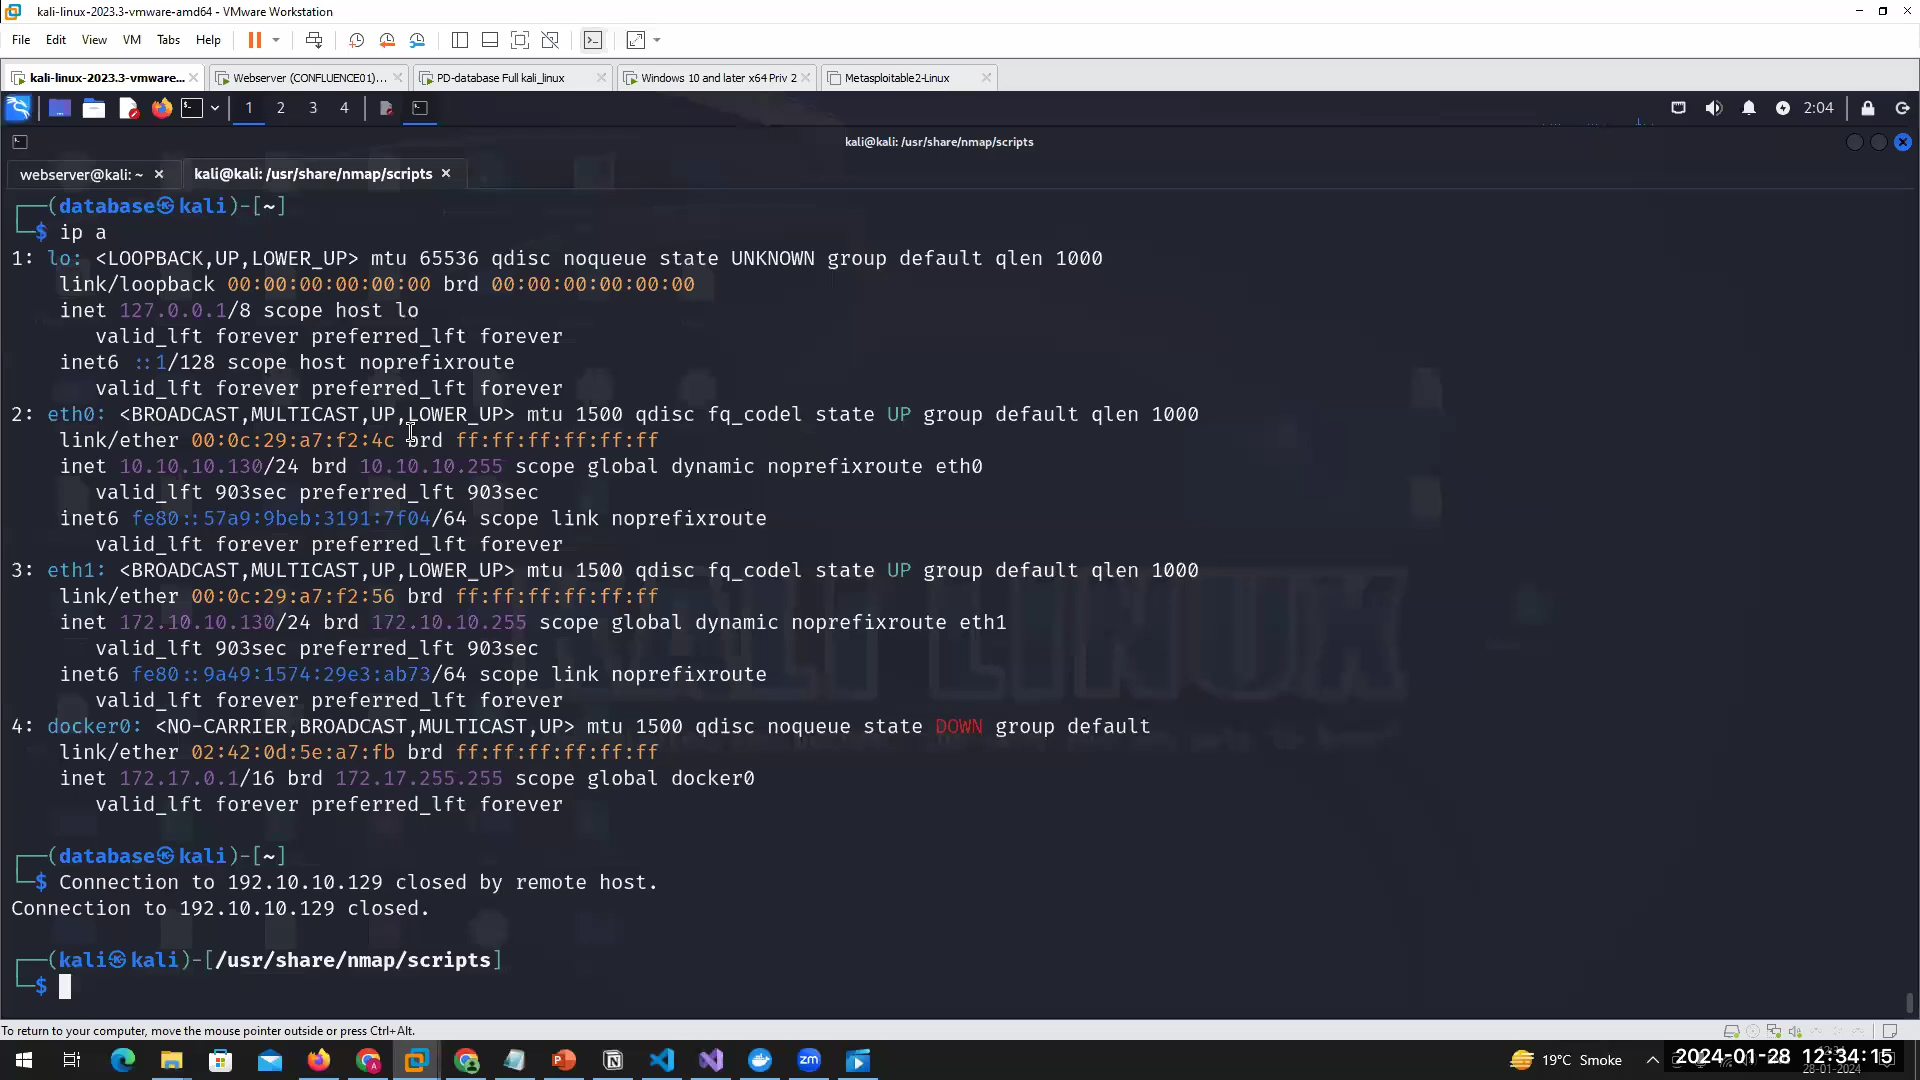 kali-linux-2023.3-vmware-amd64 - VMware Workstation
File Edit View VM Tabs Help
kali-linux-2023.3-vmware... Webserver (CONFLUENCE01)... PD-database Full kali_linux Windows 10 and later x64 Priv 2 Metasploitable2-Linux
1 2 3 4 2:04
kali@kali: /usr/share/nmap/scripts
webserver@kali: ~ kali@kali: /usr/share/nmap/scripts
┌──(database㉿kali)-[~]
└─$ ip a
1: lo: <LOOPBACK,UP,LOWER_UP> mtu 65536 qdisc noqueue state UNKNOWN group default qlen 1000
link/loopback 00:00:00:00:00:00 brd 00:00:00:00:00:00
inet 127.0.0.1/8 scope host lo
valid_lft forever preferred_lft forever
inet6 ::1/128 scope host noprefixroute
valid_lft forever preferred_lft forever
2: eth0: <BROADCAST,MULTICAST,UP,LOWER_UP> mtu 1500 qdisc fq_codel state UP group default qlen 1000
link/ether 00:0c:29:a7:f2:4c brd ff:ff:ff:ff:ff:ff
inet 10.10.10.130/24 brd 10.10.10.255 scope global dynamic noprefixroute eth0
valid_lft 903sec preferred_lft 903sec
inet6 fe80::57a9:9beb:3191:7f04/64 scope link noprefixroute
valid_lft forever preferred_lft forever
3: eth1: <BROADCAST,MULTICAST,UP,LOWER_UP> mtu 1500 qdisc fq_codel state UP group default qlen 1000
link/ether 00:0c:29:a7:f2:56 brd ff:ff:ff:ff:ff:ff
inet 172.10.10.130/24 brd 172.10.10.255 scope global dynamic noprefixroute eth1
valid_lft 903sec preferred_lft 903sec
inet6 fe80::9a49:1574:29e3:ab73/64 scope link noprefixroute
valid_lft forever preferred_lft forever
4: docker0: <NO-CARRIER,BROADCAST,MULTICAST,UP> mtu 1500 qdisc noqueue state DOWN group default
link/ether 02:42:0d:5e:a7:fb brd ff:ff:ff:ff:ff:ff
inet 172.17.0.1/16 brd 172.17.255.255 scope global docker0
valid_lft forever preferred_lft forever
┌──(database㉿kali)-[~]
└─$ Connection to 192.10.10.129 closed by remote host.
Connection to 192.10.10.129 closed.
┌──(kali㉿kali)-[/usr/share/nmap/scripts]
└─$
KALI LINUX
To return to your computer, move the mouse pointer outside or press Ctrl+Alt.
19°C Smoke 2024-01-28 12:34:15
28-01-2024